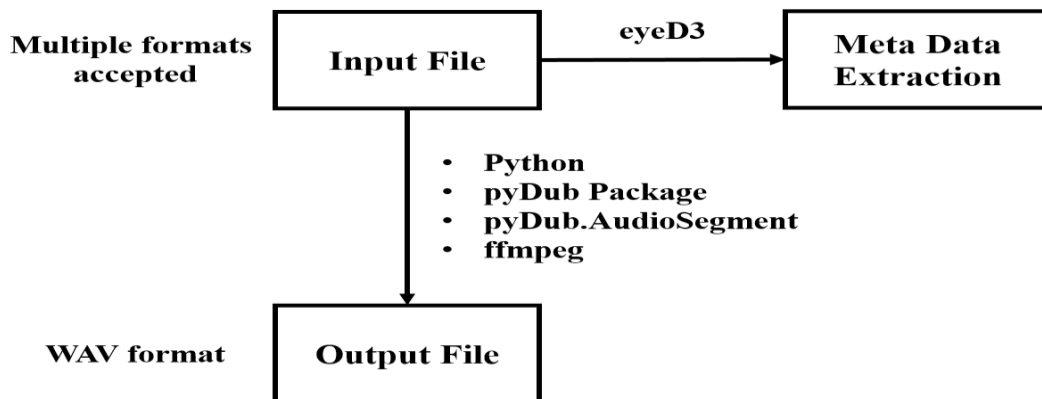 Multiple formats
accepted
Input File
eyeD3
Meta Data
Extraction
• Python
• pyDub Package
• pyDub.AudioSegment
• ffmpeg
WAV format
Output File